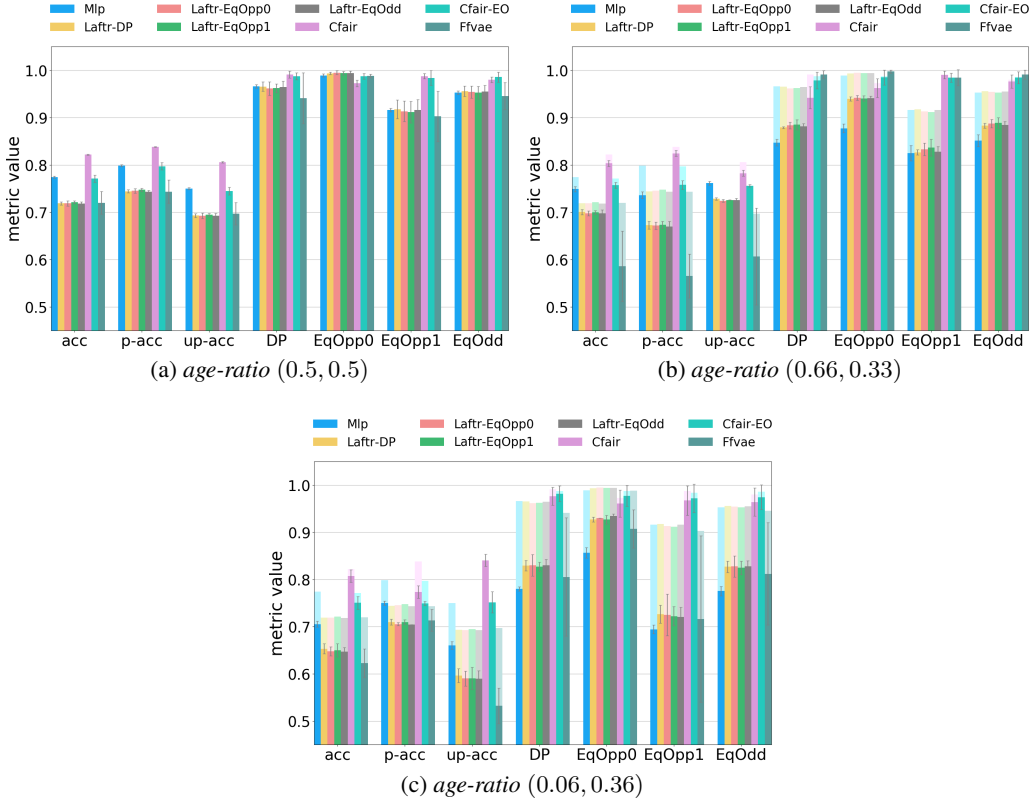 Mlp Laftr-EqOpp0 Laftr-EqOdd Cfair-EO
Laftr-DP Laftr-EqOpp1 Cfair Ffvae
metric value
1.0
0.9
0.8
0.7
0.6
0.5
acc p-acc up-acc DP EqOpp0 EqOpp1 EqOdd
(a) age-ratio (0.5, 0.5)
Mlp Laftr-EqOpp0 Laftr-EqOdd Cfair-EO
Laftr-DP Laftr-EqOpp1 Cfair Ffvae
metric value
1.0
0.9
0.8
0.7
0.6
0.5
acc p-acc up-acc DP EqOpp0 EqOpp1 EqOdd
(b) age-ratio (0.66, 0.33)
Mlp Laftr-EqOpp0 Laftr-EqOdd Cfair-EO
Laftr-DP Laftr-EqOpp1 Cfair Ffvae
metric value
1.0
0.9
0.8
0.7
0.6
0.5
acc p-acc up-acc DP EqOpp0 EqOpp1 EqOdd
(c) age-ratio (0.06, 0.36)